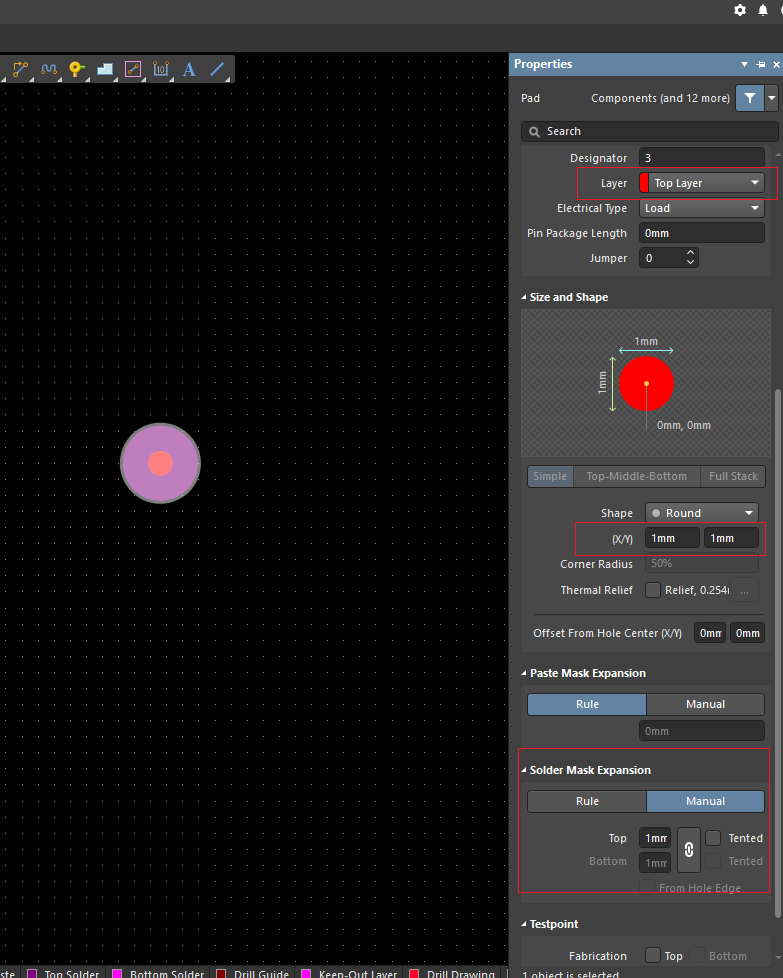 Properties
Pad Components (and 12 more)
Search
Designator 3
Layer Top Layer
Electrical Type Load
Pin Package Length 0mm
Jumper 0
Size and Shape
1mm
1mm
0mm, 0mm
Simple Top-Middle-Bottom Full Stack
Shape Round
(X/Y) 1mm 1mm
Corner Radius 50%
Thermal Relief Relief, 0.254
...
Offset From Hole Center (X/Y) 0mm 0mm
Paste Mask Expansion
Rule Manual
0mm
Solder Mask Expansion
Rule Manual
Top 1mm Tented
Bottom 1mm Tented
From Hole Edge
Testpoint
Fabrication Top Bottom
1 object is selected
ste Top Solder Bottom Solder Drill Guide Keep-Out Layer Drill Drawing
A